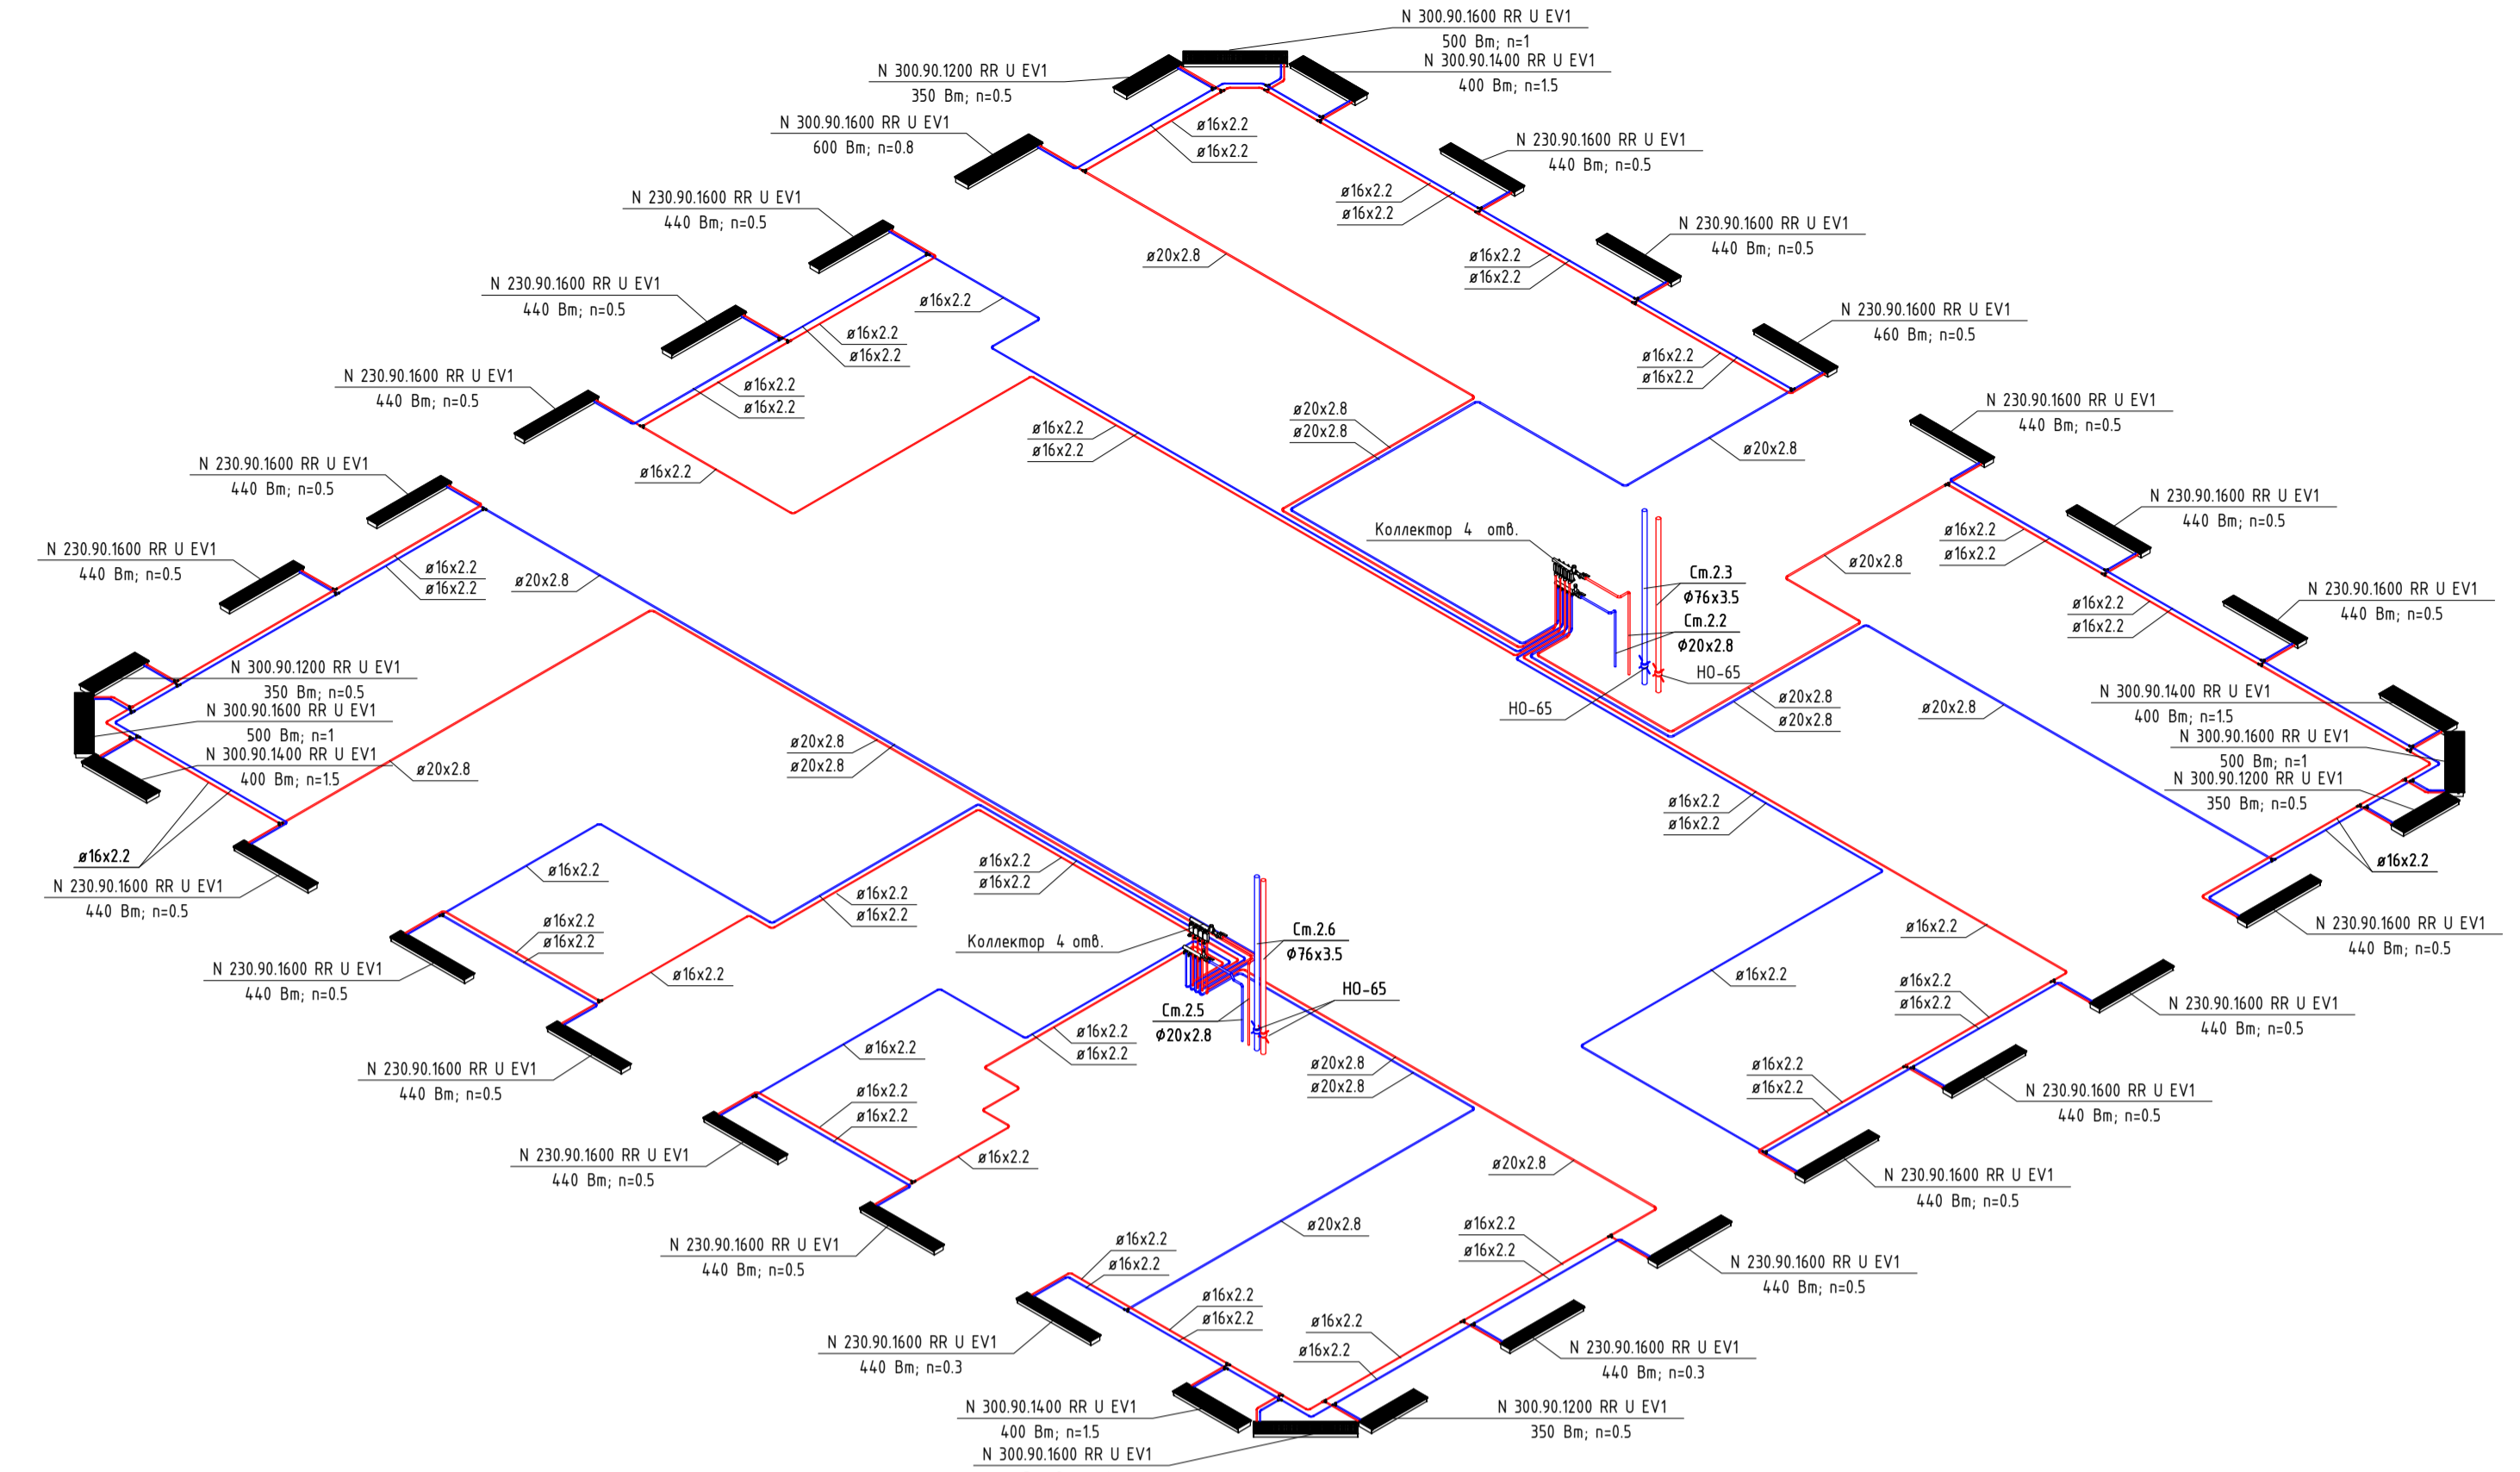 N 300.90.1600 RR U EV1
500 Вт; n=1
N 300.90.1400 RR U EV1
400 Вт; n=1.5
N 300.90.1200 RR U EV1
350 Вт; n=0.5
N 300.90.1600 RR U EV1
600 Вт; n=0.8
ø16x2.2
ø16x2.2
N 230.90.1600 RR U EV1
440 Вт; n=0.5
ø16x2.2
ø16x2.2
N 230.90.1600 RR U EV1
440 Вт; n=0.5
N 230.90.1600 RR U EV1
440 Вт; n=0.5
ø20x2.8
ø16x2.2
ø16x2.2
N 230.90.1600 RR U EV1
440 Вт; n=0.5
ø16x2.2
N 230.90.1600 RR U EV1
460 Вт; n=0.5
ø16x2.2
ø16x2.2
ø16x2.2
ø16x2.2
N 230.90.1600 RR U EV1
440 Вт; n=0.5
ø16x2.2
ø16x2.2
N 230.90.1600 RR U EV1
440 Вт; n=0.5
ø20x2.8
ø20x2.8
ø16x2.2
ø16x2.2
ø20x2.8
ø16x2.2
N 230.90.1600 RR U EV1
440 Вт; n=0.5
N 230.90.1600 RR U EV1
440 Вт; n=0.5
Коллектор 4 отв.
ø16x2.2
ø16x2.2
N 230.90.1600 RR U EV1
440 Вт; n=0.5
ø16x2.2
ø16x2.2
ø20x2.8
ø20x2.8
Ст.2.3
Ф76x3.5
Ст.2.2
Ф20x2.8
N 230.90.1600 RR U EV1
440 Вт; n=0.5
ø16x2.2
ø16x2.2
НО-65
НО-65
ø20x2.8
ø20x2.8
ø20x2.8
N 300.90.1200 RR U EV1
350 Вт; n=0.5
N 300.90.1600 RR U EV1
500 Вт; n=1
N 300.90.1400 RR U EV1
400 Вт; n=1.5
N 300.90.1400 RR U EV1
400 Вт; n=1.5
N 300.90.1600 RR U EV1
500 Вт; n=1
N 300.90.1200 RR U EV1
350 Вт; n=0.5
ø20x2.8
ø20x2.8
ø20x2.8
ø16x2.2
ø16x2.2
ø16x2.2
N 230.90.1600 RR U EV1
440 Вт; n=0.5
ø16x2.2
ø16x2.2
ø16x2.2
ø16x2.2
N 230.90.1600 RR U EV1
440 Вт; n=0.5
ø16x2.2
ø16x2.2
ø16x2.2
ø16x2.2
ø16x2.2
Коллектор 4 отв.
Ст.2.6
Ф76x3.5
N 230.90.1600 RR U EV1
440 Вт; n=0.5
ø16x2.2
ø16x2.2
ø16x2.2
ø16x2.2
НО-65
Ст.2.5
Ф20x2.8
N 230.90.1600 RR U EV1
440 Вт; n=0.5
ø16x2.2
ø16x2.2
ø16x2.2
N 230.90.1600 RR U EV1
440 Вт; n=0.5
ø20x2.8
ø20x2.8
ø16x2.2
ø16x2.2
N 230.90.1600 RR U EV1
440 Вт; n=0.5
ø16x2.2
ø16x2.2
N 230.90.1600 RR U EV1
440 Вт; n=0.5
ø16x2.2
ø20x2.8
N 230.90.1600 RR U EV1
440 Вт; n=0.5
N 230.90.1600 RR U EV1
440 Вт; n=0.5
ø16x2.2
ø16x2.2
ø20x2.8
ø16x2.2
ø16x2.2
N 230.90.1600 RR U EV1
440 Вт; n=0.5
ø16x2.2
ø16x2.2
ø16x2.2
ø16x2.2
N 230.90.1600 RR U EV1
440 Вт; n=0.3
N 230.90.1600 RR U EV1
440 Вт; n=0.3
N 300.90.1400 RR U EV1
400 Вт; n=1.5
N 300.90.1200 RR U EV1
350 Вт; n=0.5
N 300.90.1600 RR U EV1